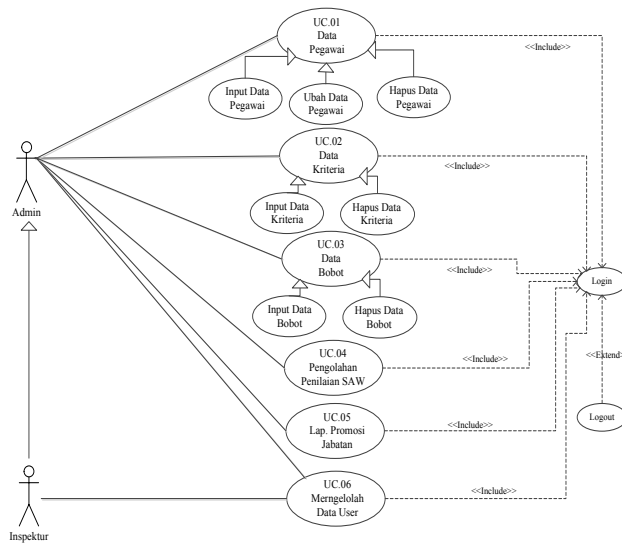 UC.01
Data
Pegawai
<<Include>>
Input Data
Pegawai
Ubah Data
Pegawai
Hapus Data
Pegawai
UC.02
Data
Kriteria
<<Include>>
Admin
Input Data
Kriteria
Hapus Data
Kriteria
UC.03
Data
Bobot
<<Include>>
Login
Input Data
Bobot
Hapus Data
Bobot
UC.04
Pengolahan
Penilaian SAW
<<Include>>
<<Extend>>
UC.05
Lap. Promosi
Jabatan
<<Include>>
Logout
UC.06
Merngelolah
Data User
<<Include>>
Inspektur